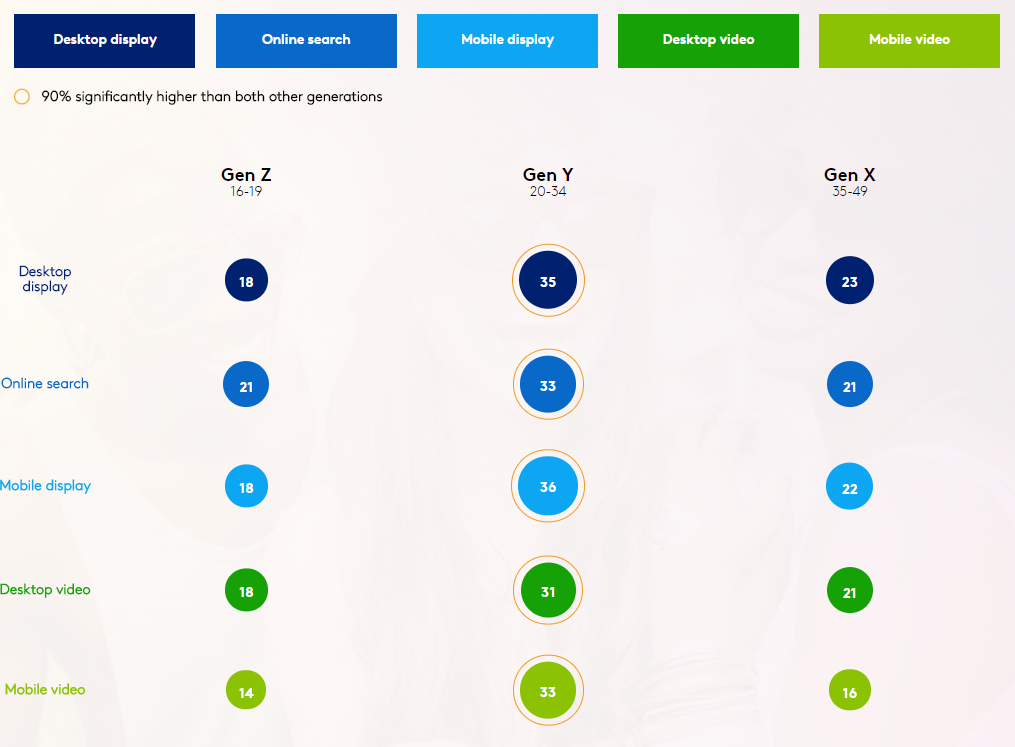 Desktop display Online search Mobile display Desktop video Mobile video
90% significantly higher than both other generations
Gen Z Gen Y Gen X
16-19 20-34 35-49
Desktop
display
18 35 23
Online search 21 33 21
Mobile display 18 36 22
Desktop video 18 31 21
Mobile video 14 33 16